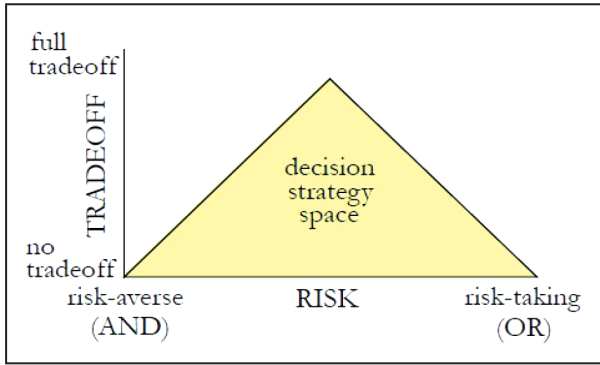 full
tradeoff
TRADEOFF
decision
strategy
space
no
tradeoff
risk-averse
(AND)
RISK
risk-taking
(OR)